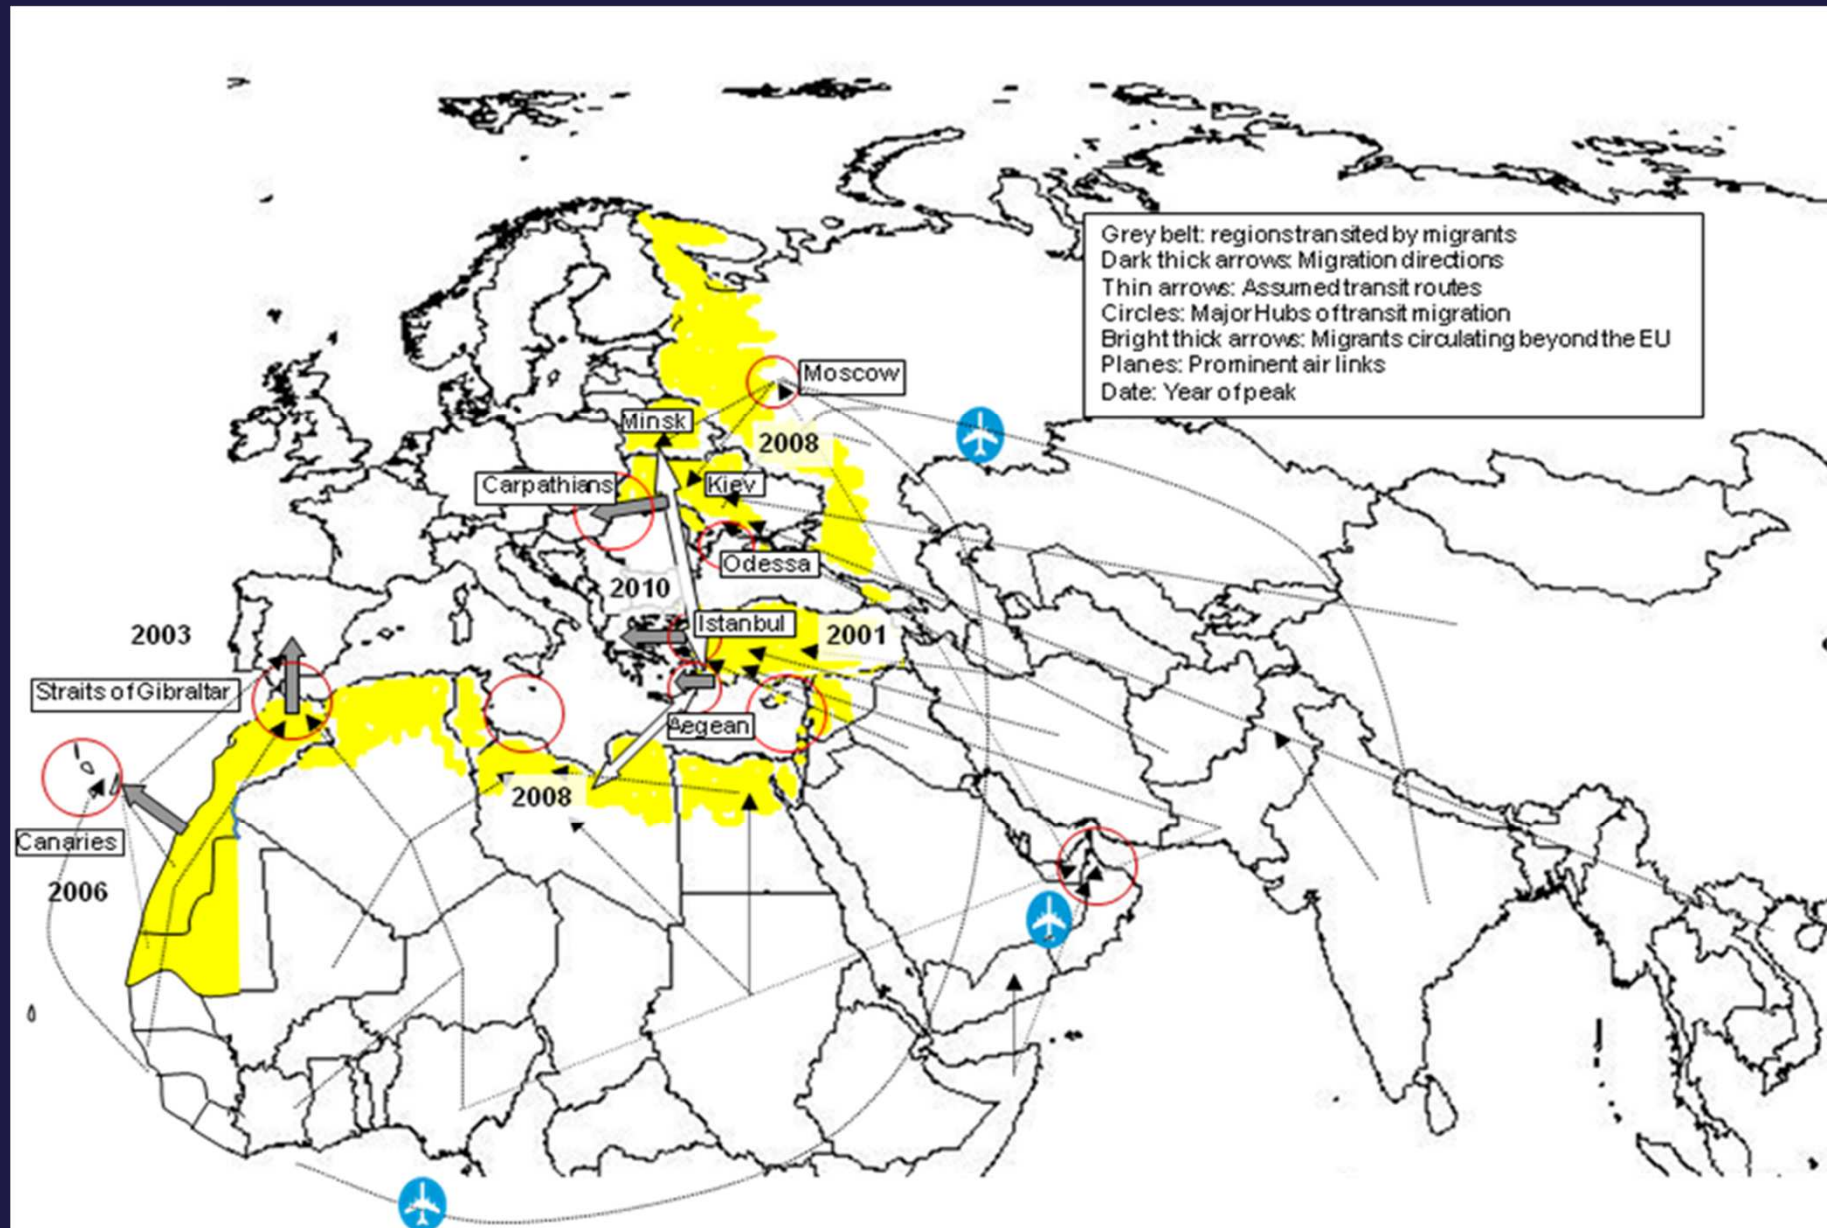 Grey belt: regions transited by migrants
Dark thick arrows: Migration directions
Thin arrows: Assumed transit routes
Circles: Major Hubs of transit migration
Bright thick arrows: Migrants circulating beyond the EU
Planes: Prominent air links
Date: Year of peak
Moscow
Minsk
2008
Carpathians
Kiev
Odessa
2010
Istanbul
2001
2003
Straits of Gibraltar
Aegean
2008
Canaries
2006